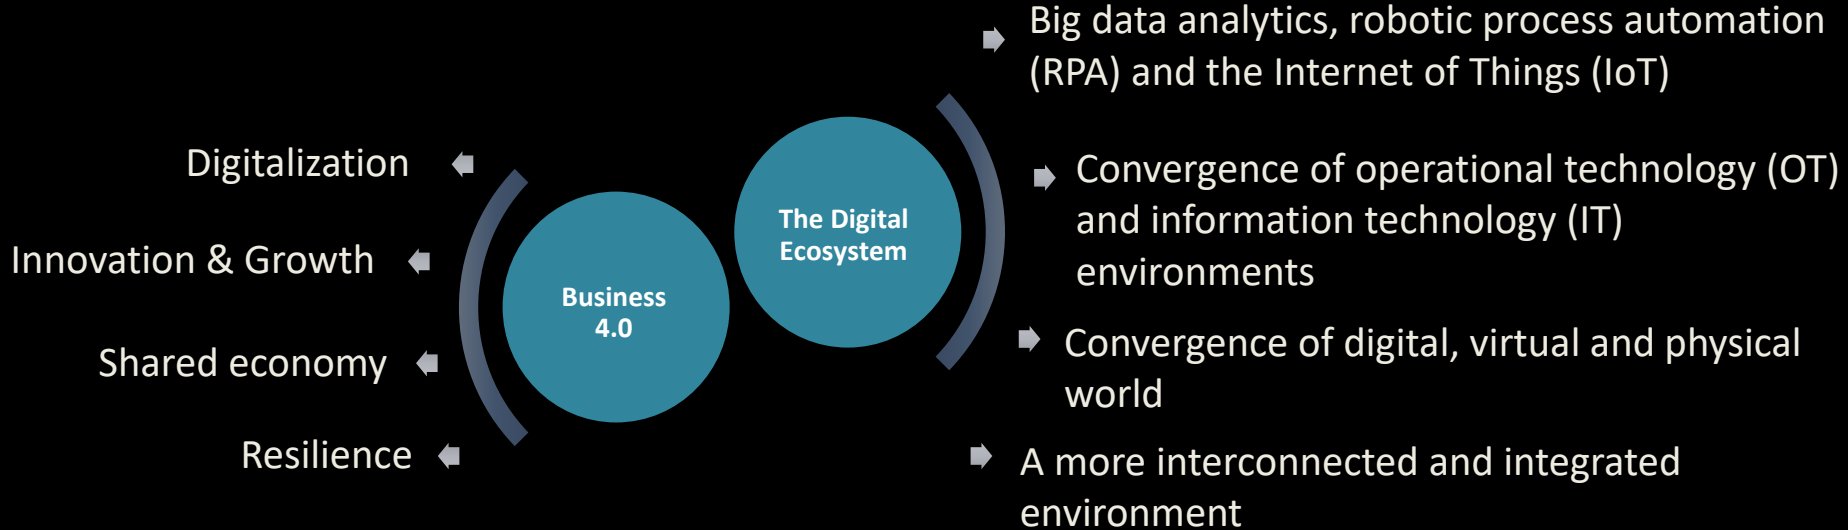 Digitalization
Innovation & Growth
Shared economy
Resilience
Business
4.0
The Digital
Ecosystem
Big data analytics, robotic process automation
(RPA) and the Internet of Things (IoT)
Convergence of operational technology (OT)
and information technology (IT)
environments
Convergence of digital, virtual and physical
world
A more interconnected and integrated
environment